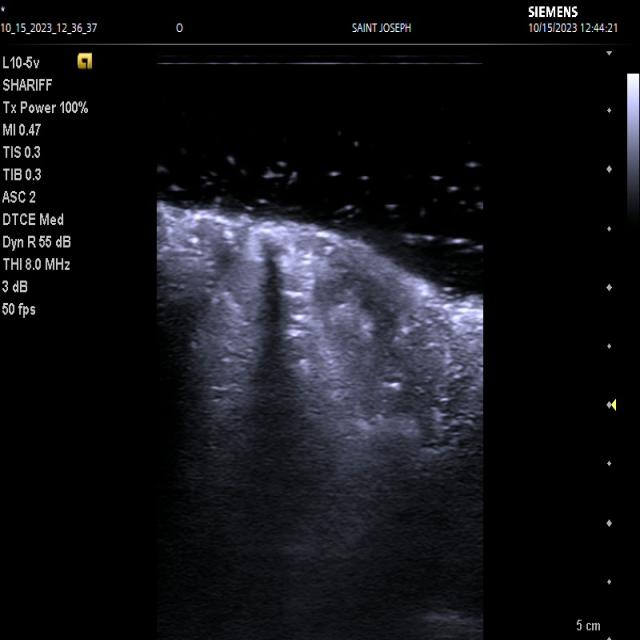 SIEMENS
10_15_2023_12_36_37 O SAINT JOSEPH 10/15/2023 12:44:21
L10-5v
SHARIFF
Tx Power 100%
MI 0.47
TIS 0.3
TIB 0.3
ASC 2
DTCE Med
Dyn R 55 dB
THI 8.0 MHz
3 dB
50 fps
5 cm